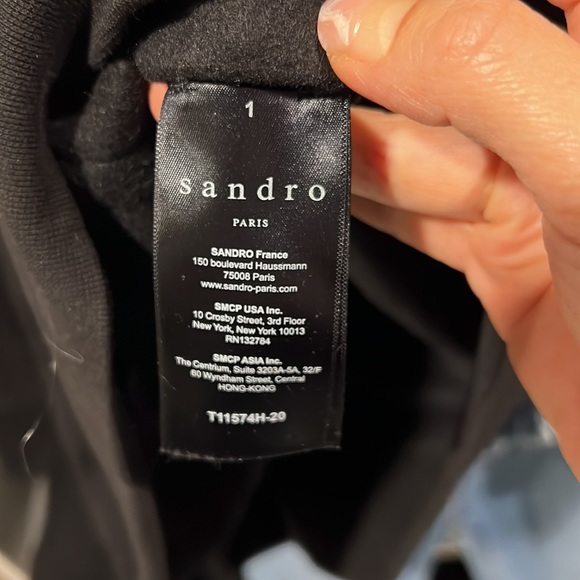 1
sandro
PARIS
SANDRO France
150 boulevard Haussmann
75008 Paris
www.sandro-paris.com
SMCP USA Inc.
10 Crosby Street, 3rd Floor
New York, New York 10013
RN132784
SMCP ASIA Inc.
The Centrium, Suite 3203A-5A, 32/F
60 Wyndham Street, Central
HONG-KONG
T11574H-20